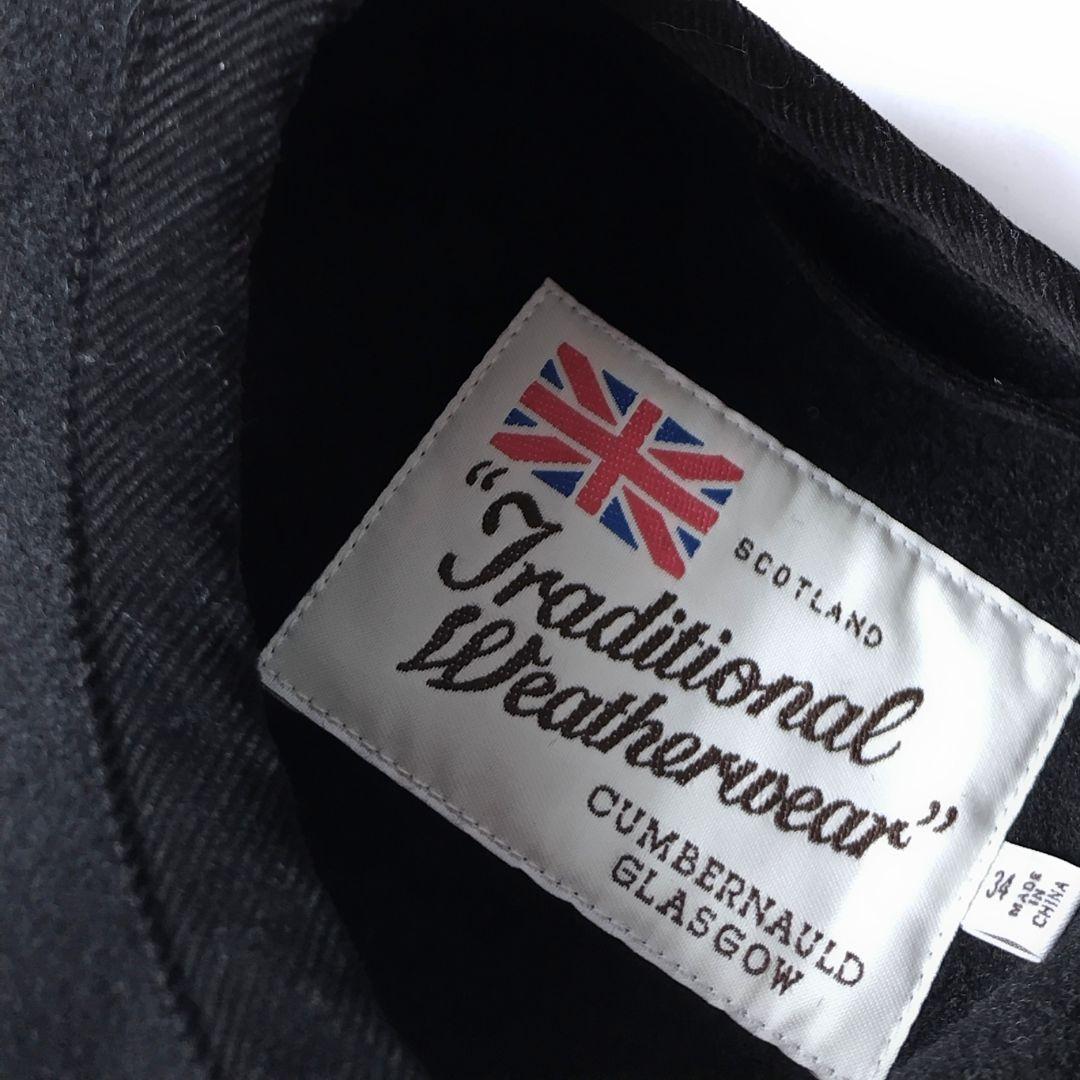 SCOTLAND
"Traditional
Weatherwear"
CUMBERNAULD
GLASGOW
34
MADE
IN
CHINA